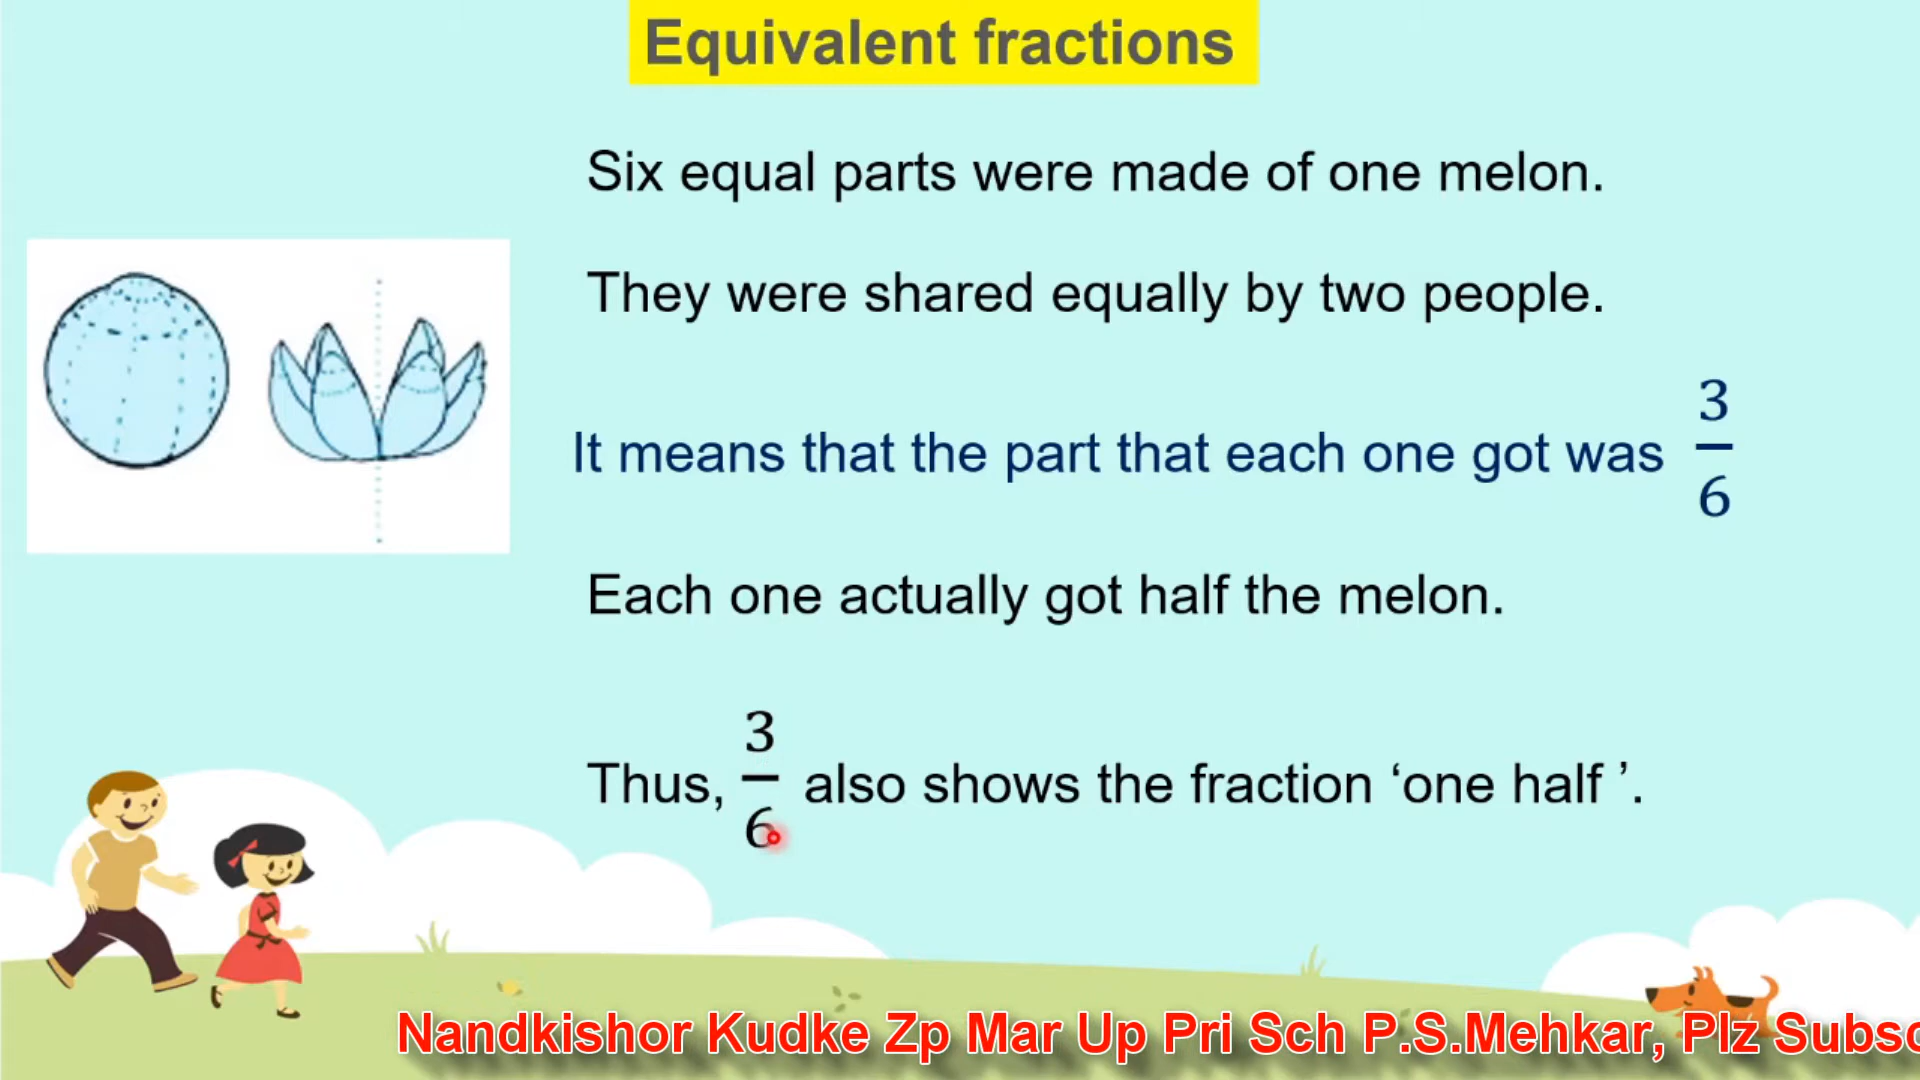 Equivalent fractions
Six equal parts were made of one melon.
They were shared equally by two people.
It means that the part that each one got was 3/6
Each one actually got half the melon.
Thus, 3/6 also shows the fraction ‘one half ’.
Nandkishor Kudke Zp Mar Up Pri Sch P.S.Mehkar, Plz